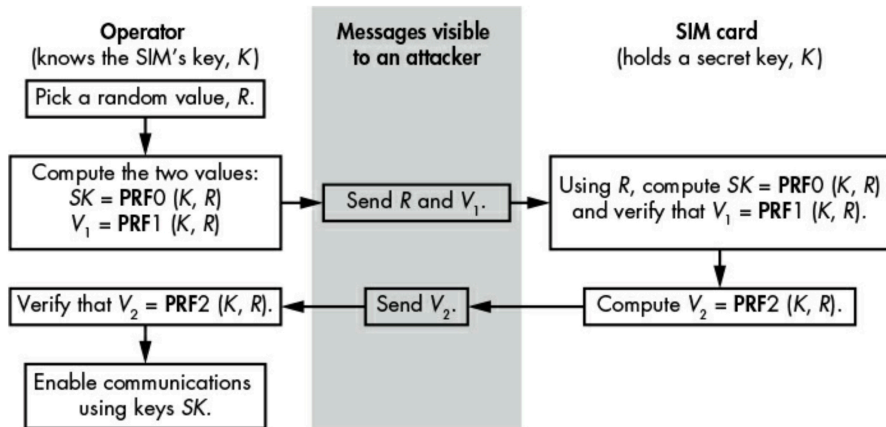 Operator
(knows the SIM’s key, K)
Messages visible
to an attacker
SIM card
(holds a secret key, K)
Pick a random value, R.
Compute the two values:
SK = PRF0 (K, R)
V₁ = PRF1 (K, R)
Send R and V₁.
Using R, compute SK = PRF0 (K, R)
and verify that V₁ = PRF1 (K, R).
Verify that V₂ = PRF2 (K, R).
Send V₂.
Compute V₂ = PRF2 (K, R).
Enable communications
using keys SK.